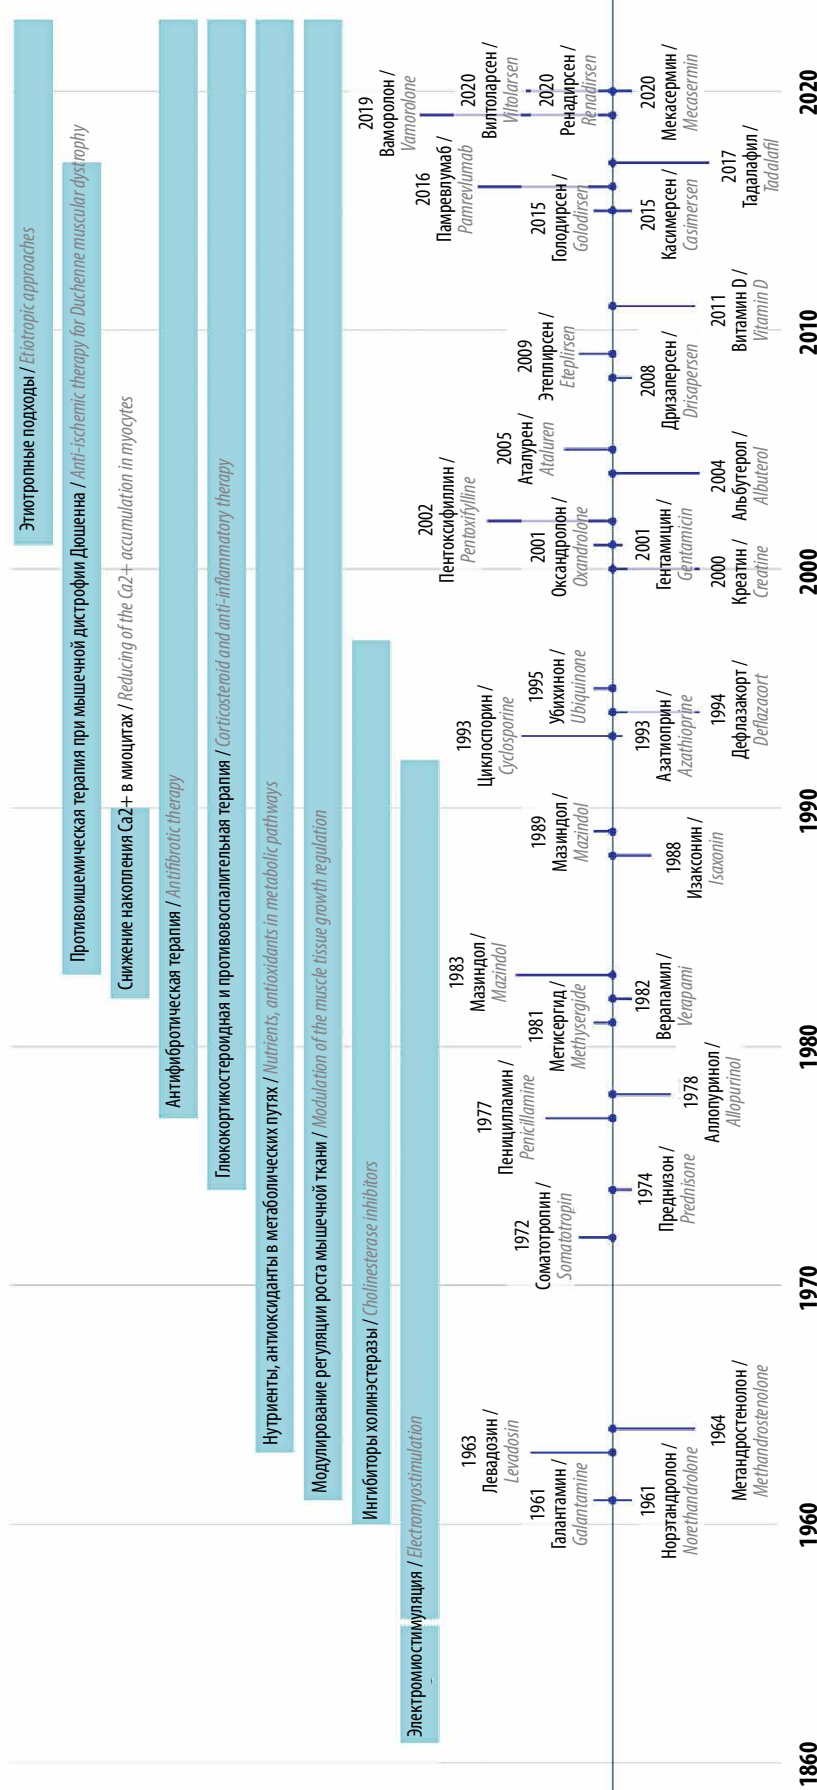 Этиотропные подходы / Etiotropic approaches
Противоишемическая терапия при мышечной дистрофии Дюшенна / Anti-ischemic therapy for Duchenne muscular dystrophy
Снижение накопления Ca2+ в миоцитах / Reducing of the Ca2+ accumulation in myocytes
Антифибротическая терапия / Antifibrotic therapy
Глюкокортикостероидная и противовоспалительная терапия / Corticosteroid and anti-inflammatory therapy
Нутриенты, антиоксиданты в метаболических путях / Nutrients, antioxidants in metabolic pathways
Модулирование регуляции роста мышечной ткани / Modulation of the muscle tissue growth regulation
Ингибиторы холинэстеразы / Cholinesterase inhibitors
Электромиостимуляция / Electromyostimulation
1961
Галантамин /
Galantamine
1961
Норэтандролон /
Norethandrolone
1963
Левадозин /
Levadosin
1964
Метандростенолон /
Methandrostenolone
1972
Соматотропин /
Somatotropin
1974
Преднизон /
Prednisone
1977
Пеницилламин /
Penicillamine
1978
Аллопуринол /
Allopurinol
1981
Метисергид /
Methysergide
1982
Верапамил /
Verapami
1983
Мазиндол /
Mazindol
1988
Изаксонин /
Isaxonin
1989
Мазиндол /
Mazindol
1993
Циклоспорин /
Cyclosporine
1993
Азатиоприн /
Azathioprine
1994
Дефлазакорт /
Deflazacort
1995
Убихинон /
Ubiquinone
2000
Креатин /
Creatine
2001
Оксандролон /
Oxandrolone
2001
Гентамицин /
Gentamicin
2002
Пентоксифиллин /
Pentoxifylline
2004
Альбутерол /
Albuterol
2005
Аталурен /
Ataluren
2008
Дризаперсен /
Drisapersen
2009
Этеплирсен /
Eteplirsen
2011
Витамин D /
Vitamin D
2015
Голодирсен /
Golodirsen
2015
Касимерсен /
Casimersen
2016
Памревлумаб /
Pamrevlumab
2017
Тадалафил /
Tadalafil
2019
Ваморолон /
Vamorolone
2020
Вилтоларсен /
Viltolarsen
2020
Ренадирсен /
Renadirsen
2020
Мекасермин /
Mecasermin
1860
1960
1970
1980
1990
2000
2010
2020